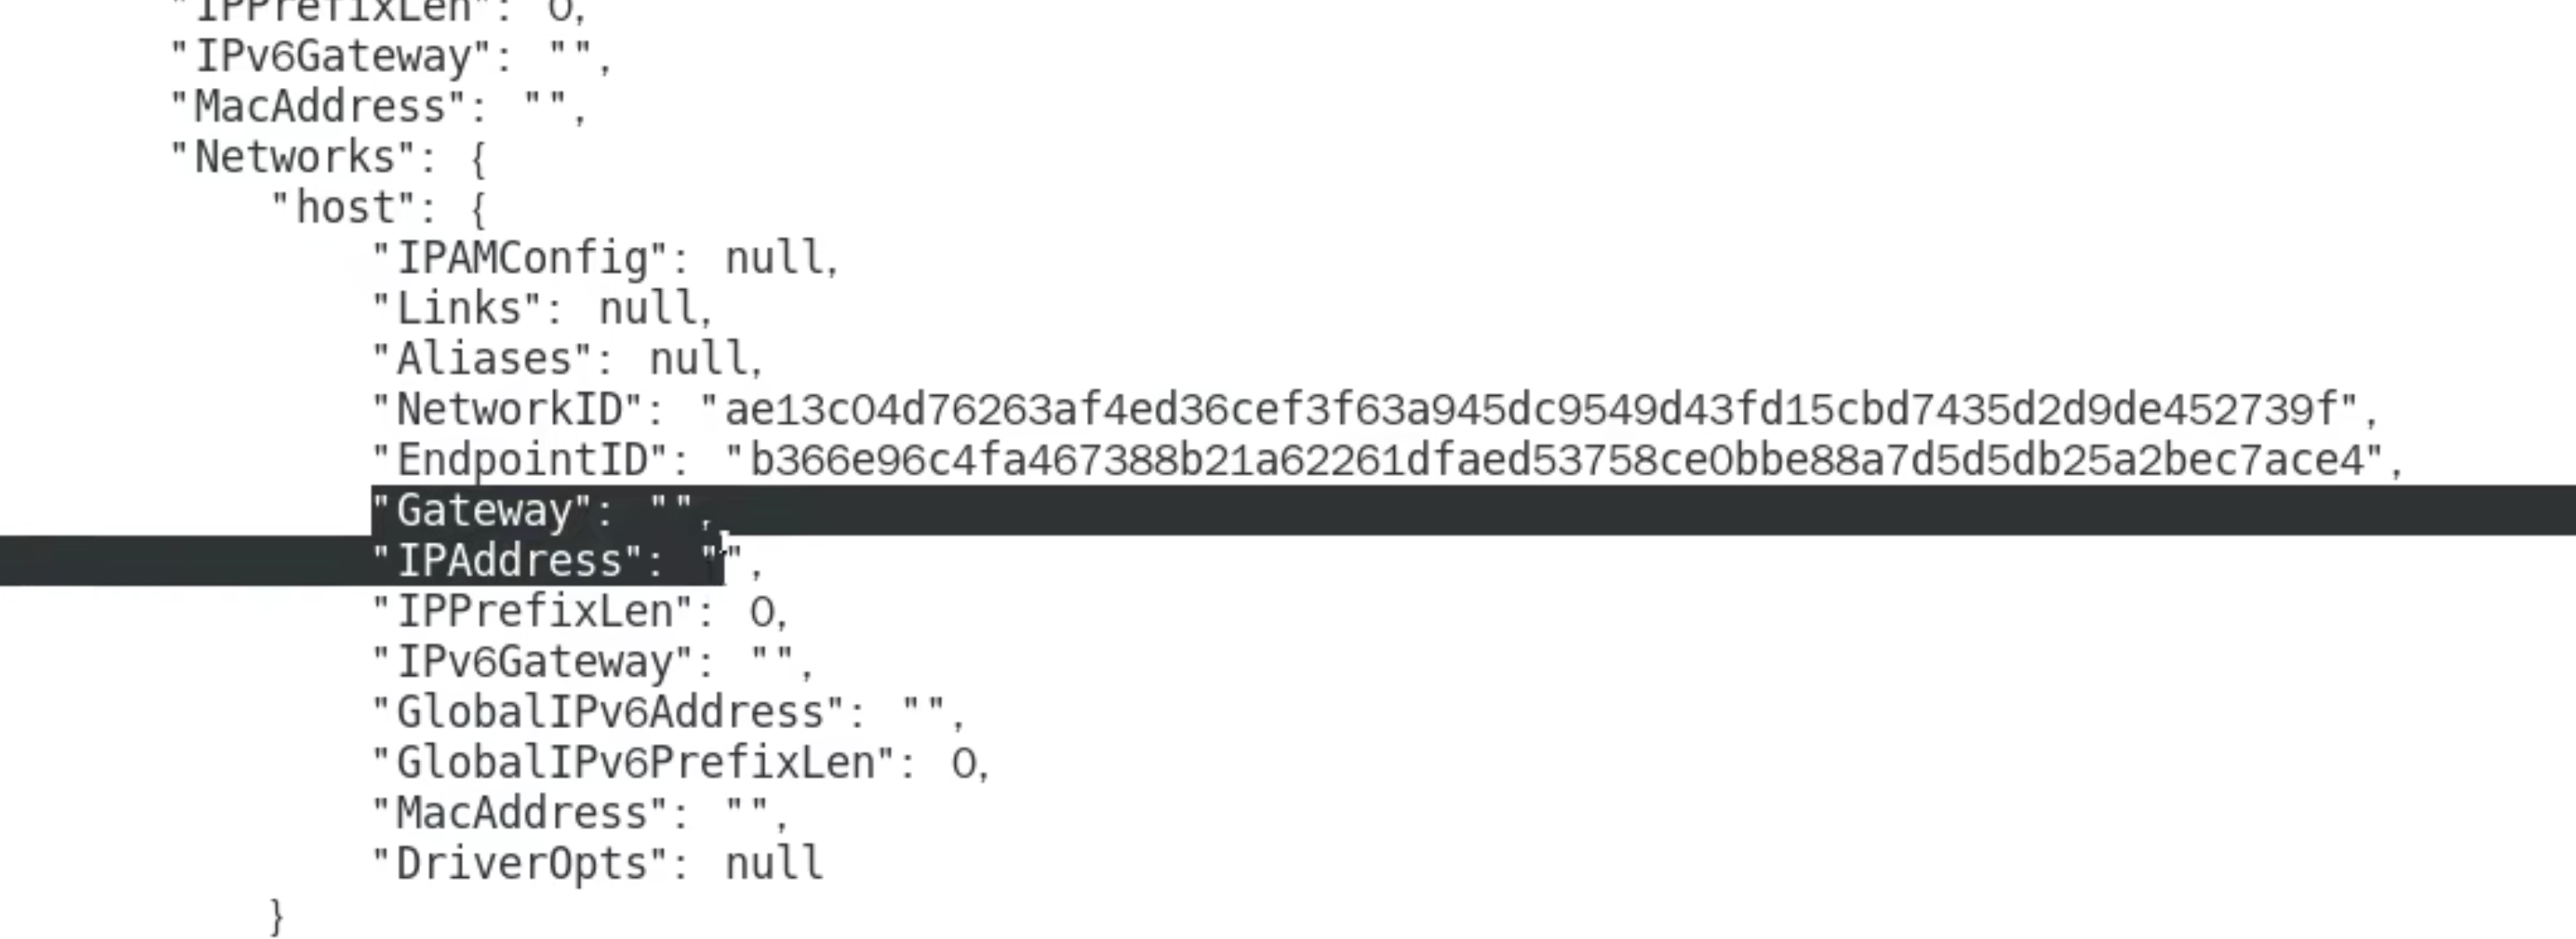 "IPPrefixLen": 0,
"IPv6Gateway": "",
"MacAddress": "",
"Networks": {
"host": {
"IPAMConfig": null,
"Links": null,
"Aliases": null,
"NetworkID": "ae13c04d76263af4ed36cef3f63a945dc9549d43fd15cbd7435d2d9de452739f",
"EndpointID": "b366e96c4fa467388b21a62261dfaed53758ce0bbe88a7d5d5db25a2bec7ace4",
"Gateway": "",
"IPAddress": "",
"IPPrefixLen": 0,
"IPv6Gateway": "",
"GlobalIPv6Address": "",
"GlobalIPv6PrefixLen": 0,
"MacAddress": "",
"DriverOpts": null
}